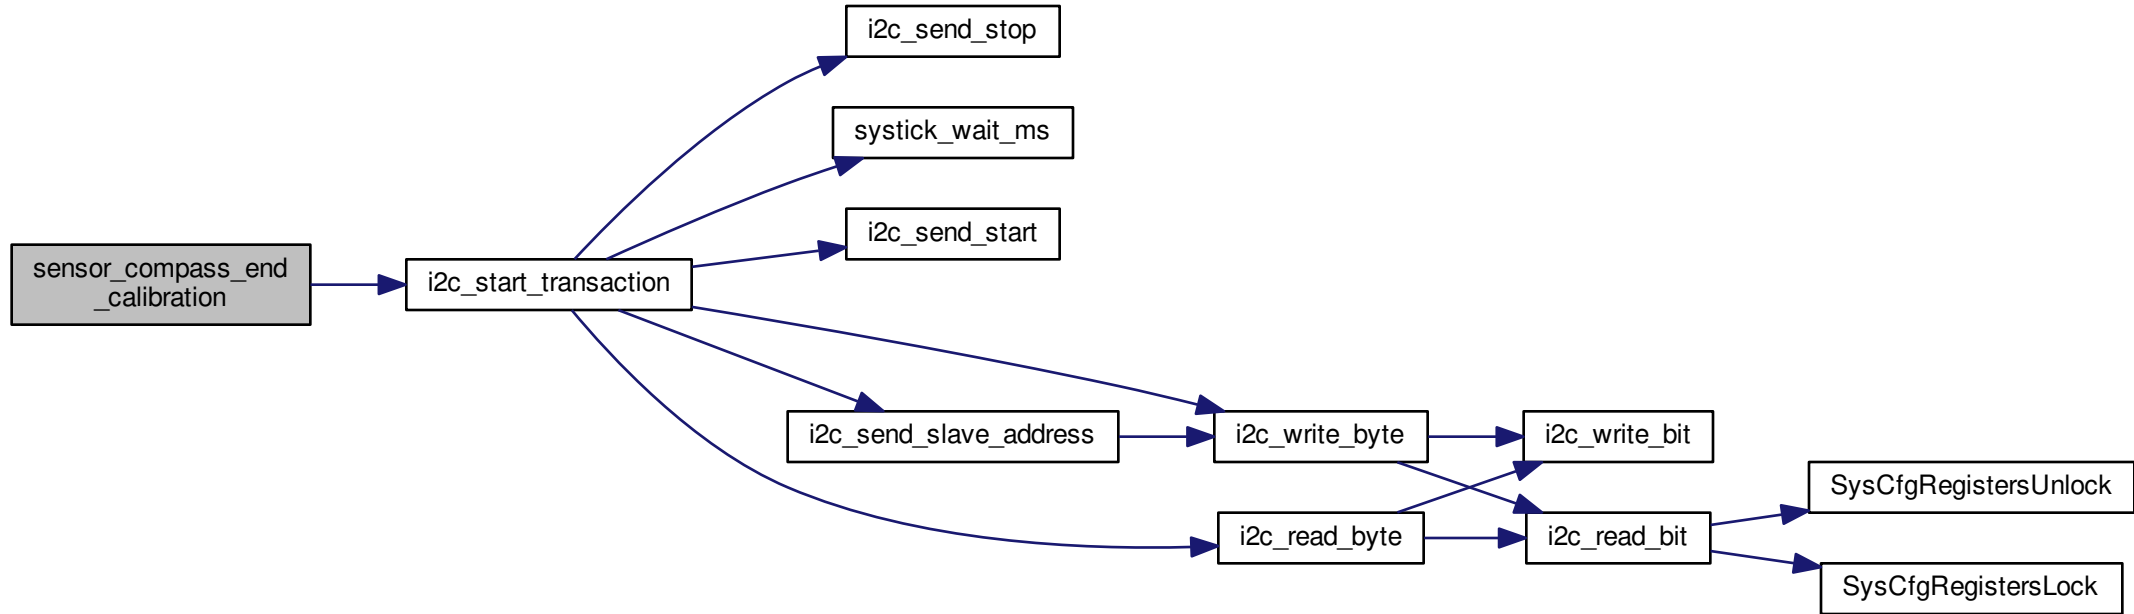 i2c_send_stop
systick_wait_ms
i2c_send_start
sensor_compass_end
_calibration
i2c_start_transaction
i2c_send_slave_address
i2c_write_byte
i2c_write_bit
SysCfgRegistersUnlock
i2c_read_byte
i2c_read_bit
SysCfgRegistersLock